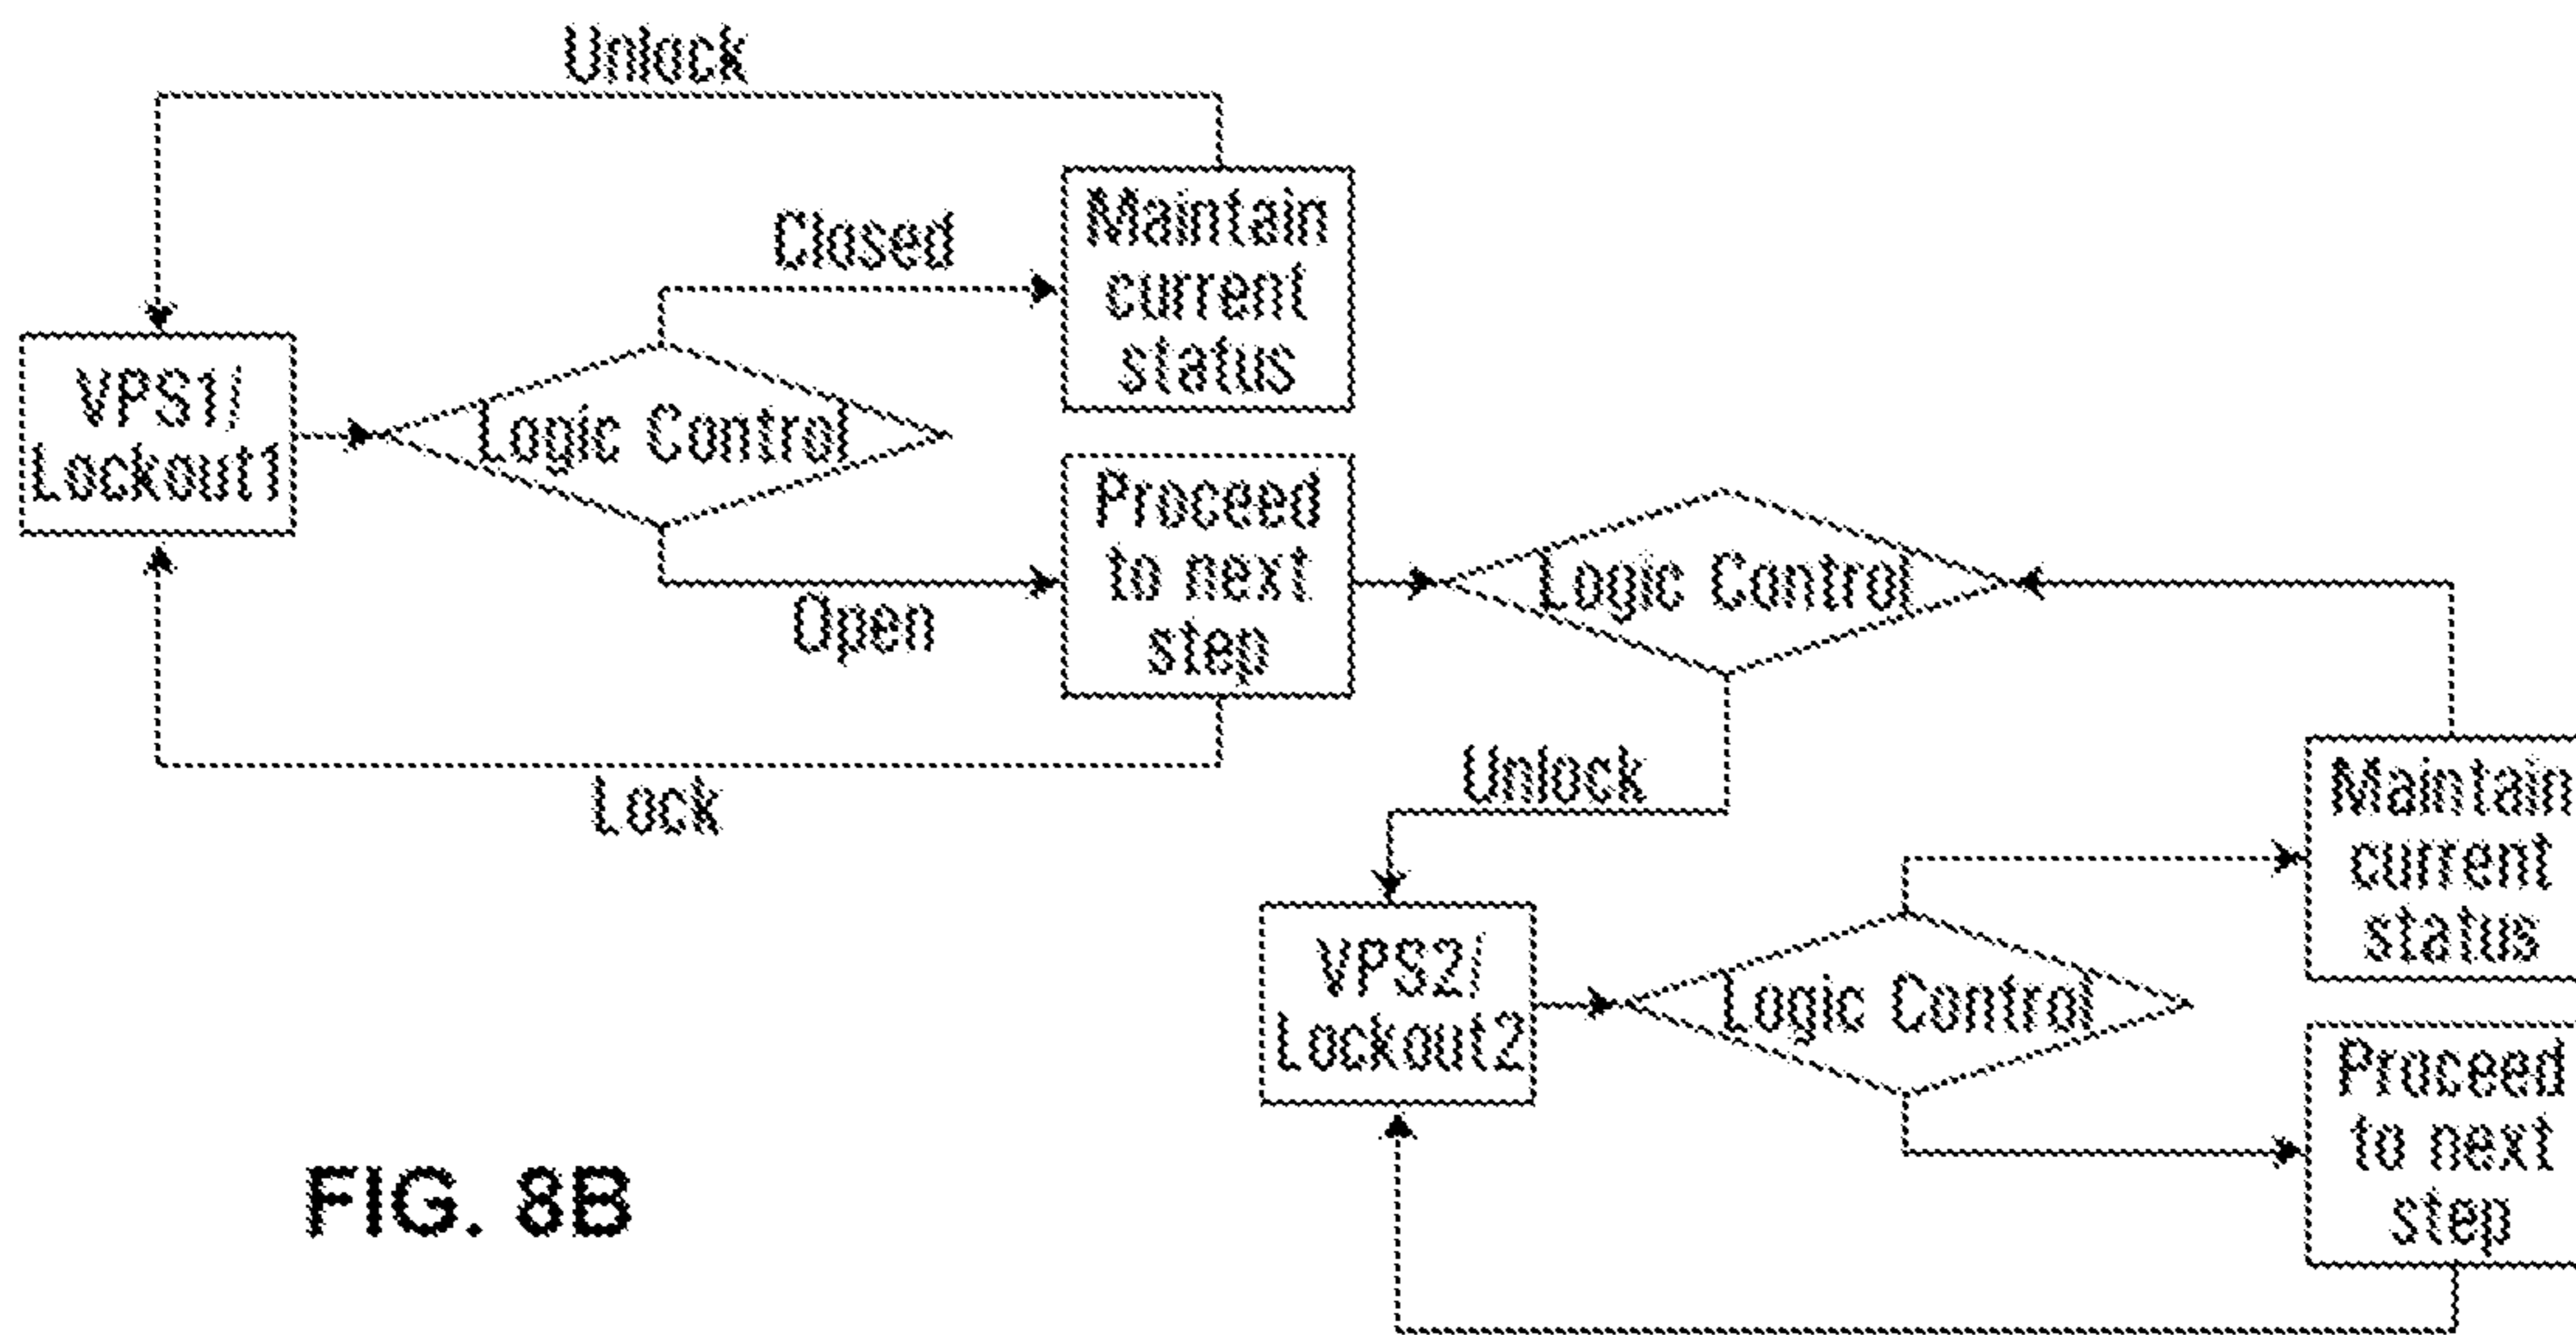 Unlock
Closed
Maintain
current
status
VPS1/
Lockout1
Logic Control
Proceed
to next
step
Open
Lock
Logic Control
Unlock
VPS2/
Lockout2
Logic Control
Maintain
current
status
Proceed
to next
step
FIG. 8B